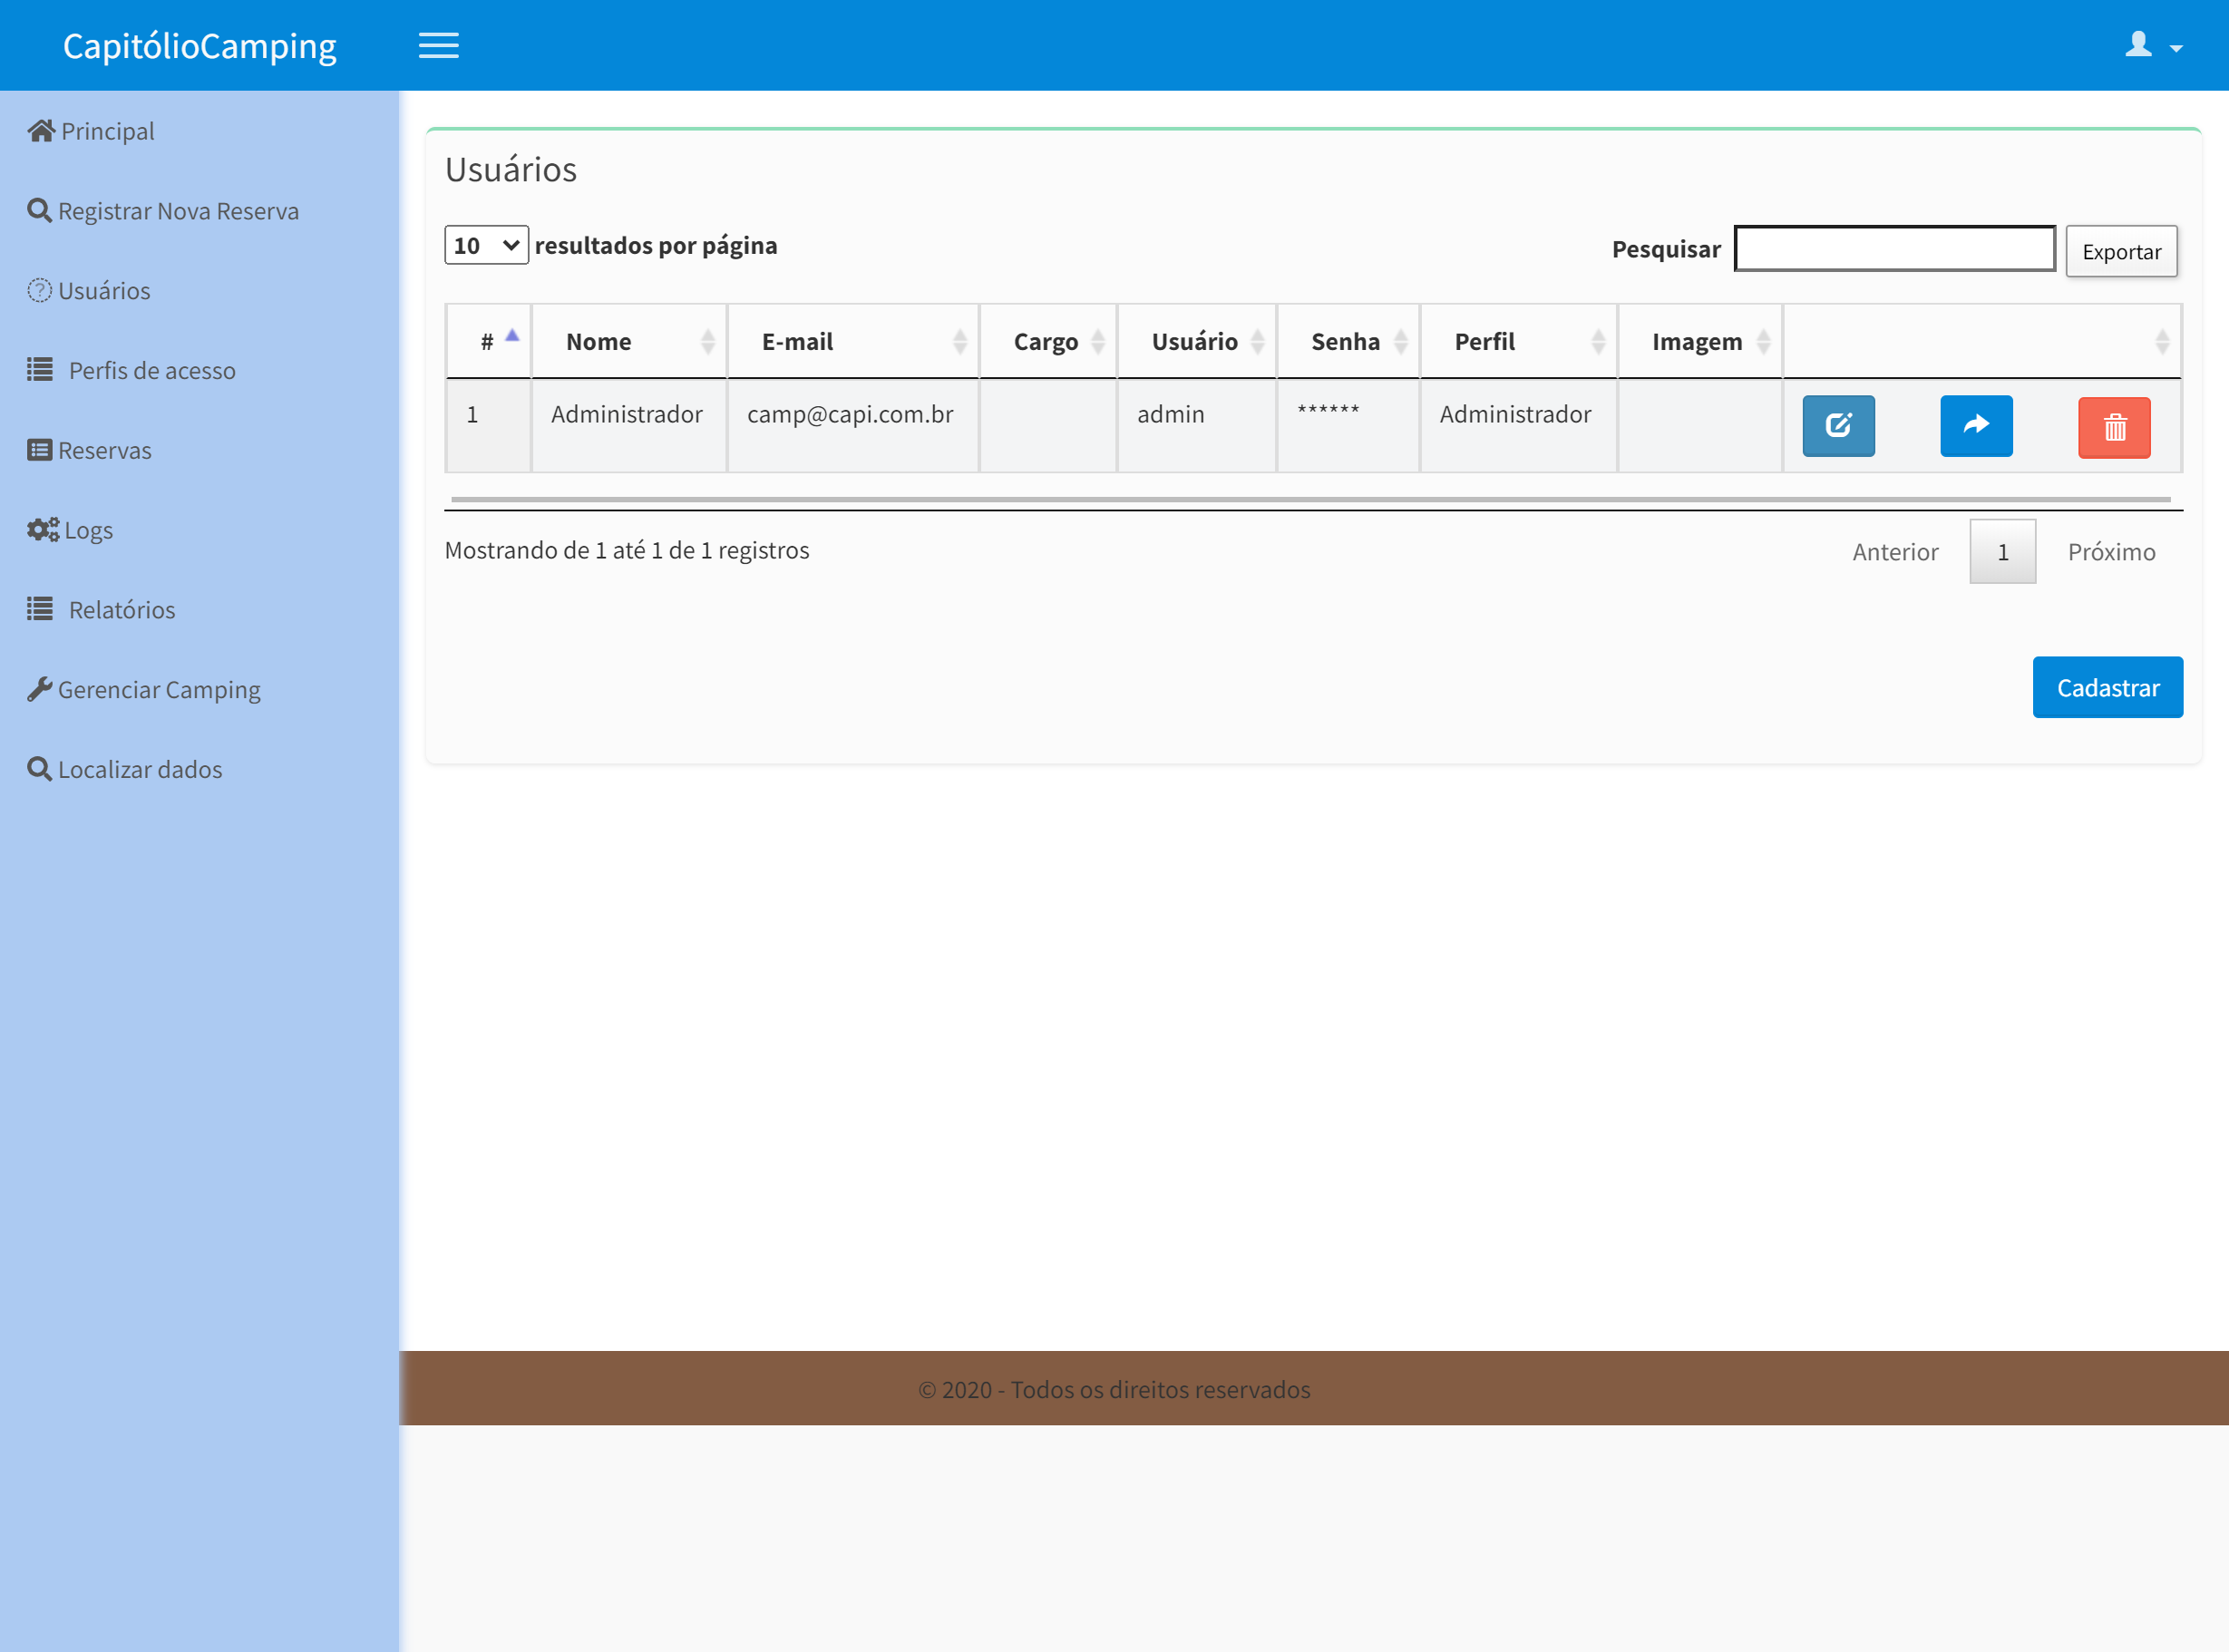 CapitólioCamping
Principal
Registrar Nova Reserva
Usuários
Perfis de acesso
Reservas
Logs
Relatórios
Gerenciar Camping
Localizar dados
Usuários
10 resultados por página
Pesquisar Exportar
# Nome E-mail Cargo Usuário Senha Perfil Imagem
1 Administrador camp@capi.com.br admin ****** Administrador
Mostrando de 1 até 1 de 1 registros
Anterior 1 Próximo
Cadastrar
© 2020 - Todos os direitos reservados